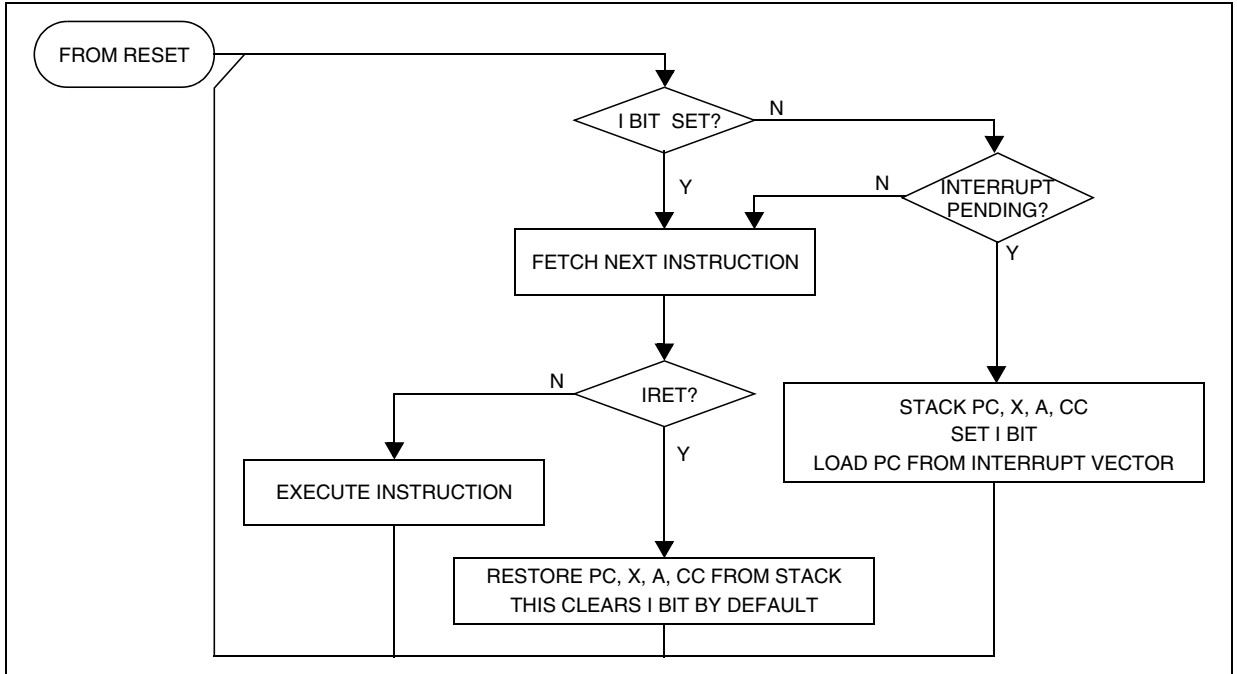 FROM RESET
I BIT SET?
N
Y
N
INTERRUPT
PENDING?
Y
FETCH NEXT INSTRUCTION
N
IRET?
Y
STACK PC, X, A, CC
SET I BIT
LOAD PC FROM INTERRUPT VECTOR
EXECUTE INSTRUCTION
RESTORE PC, X, A, CC FROM STACK
THIS CLEARS I BIT BY DEFAULT